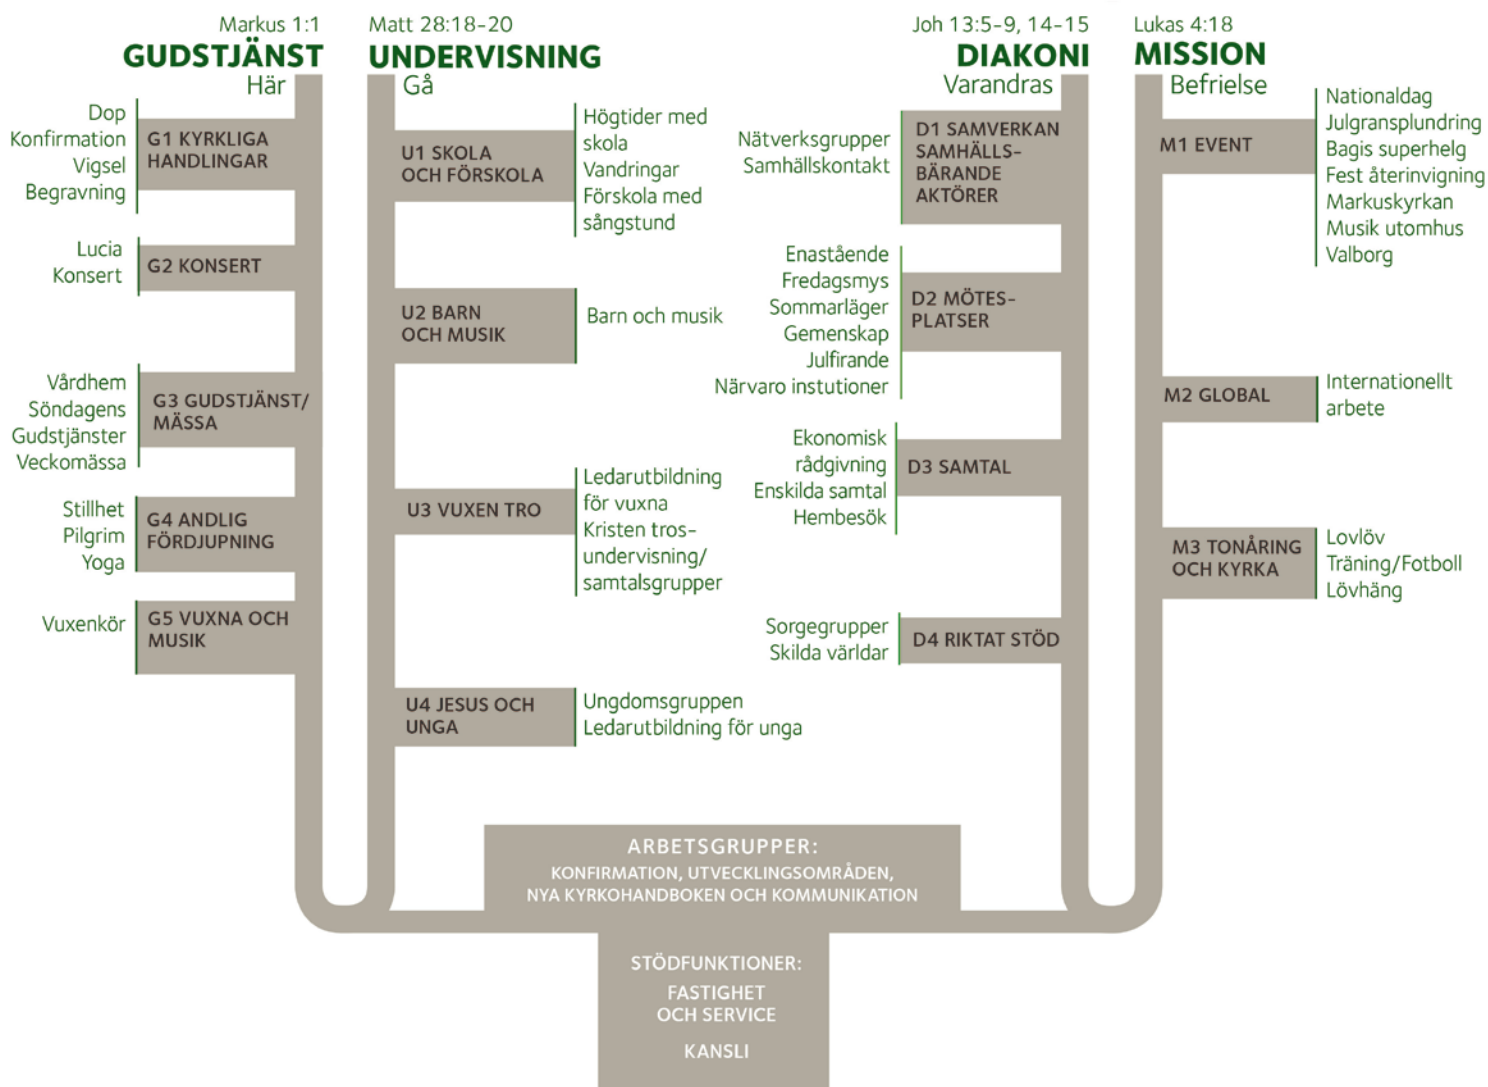 Markus 1:1
GUDSTJÄNST
Här
Dop
Konfirmation
Vigsel
Begravning
G1 KYRKLIGA
HANDLINGAR
Lucia
Konsert
G2 KONSERT
Vårdhem
Söndagens
Gudstjänster
Veckomässa
G3 GUDSTJÄNST/
MÄSSA
Stillhet
Pilgrim
Yoga
G4 ANDLIG
FÖRDJUPNING
Vuxenkör
G5 VUXNA OCH
MUSIK
Matt 28:18-20
UNDERVISNING
Gå
U1 SKOLA
OCH FÖRSKOLA
Högtider med
skola
Vandringar
Förskola med
sångstund
U2 BARN
OCH MUSIK
Barn och musik
U3 VUXEN TRO
Ledarutbildning
för vuxna
Kristen tros-
undervisning/
samtalsgrupper
U4 JESUS OCH
UNGA
Ungdomsgruppen
Ledarutbildning för unga
Joh 13:5-9, 14-15
DIAKONI
Varandras
Nätverksgrupper
Samhällskontakt
D1 SAMVERKAN
SAMHÄLLS-
BÄRANDE
AKTÖRER
Enastående
Fredagsmys
Sommarläger
Gemenskap
Julfirande
Närvaro instutioner
D2 MÖTES-
PLATSER
Ekonomisk
rådgivning
Enskilda samtal
Hembesök
D3 SAMTAL
Sorgegrupper
Skilda världar
D4 RIKTAT STÖD
Lukas 4:18
MISSION
Befrielse
M1 EVENT
Nationaldag
Julgransplundring
Bagis superhelg
Fest återinvigning
Markuskyrkan
Musik utomhus
Valborg
M2 GLOBAL
Internationellt
arbete
M3 TONÅRING
OCH KYRKA
Lovlöv
Träning/Fotboll
Lövhäng
ARBETSGRUPPER:
KONFIRMATION, UTVECKLINGSOMRÅDEN,
NYA KYRKOHANDBOKEN OCH KOMMUNIKATION
STÖDFUNKTIONER:
FASTIGHET
OCH SERVICE
KANSLI